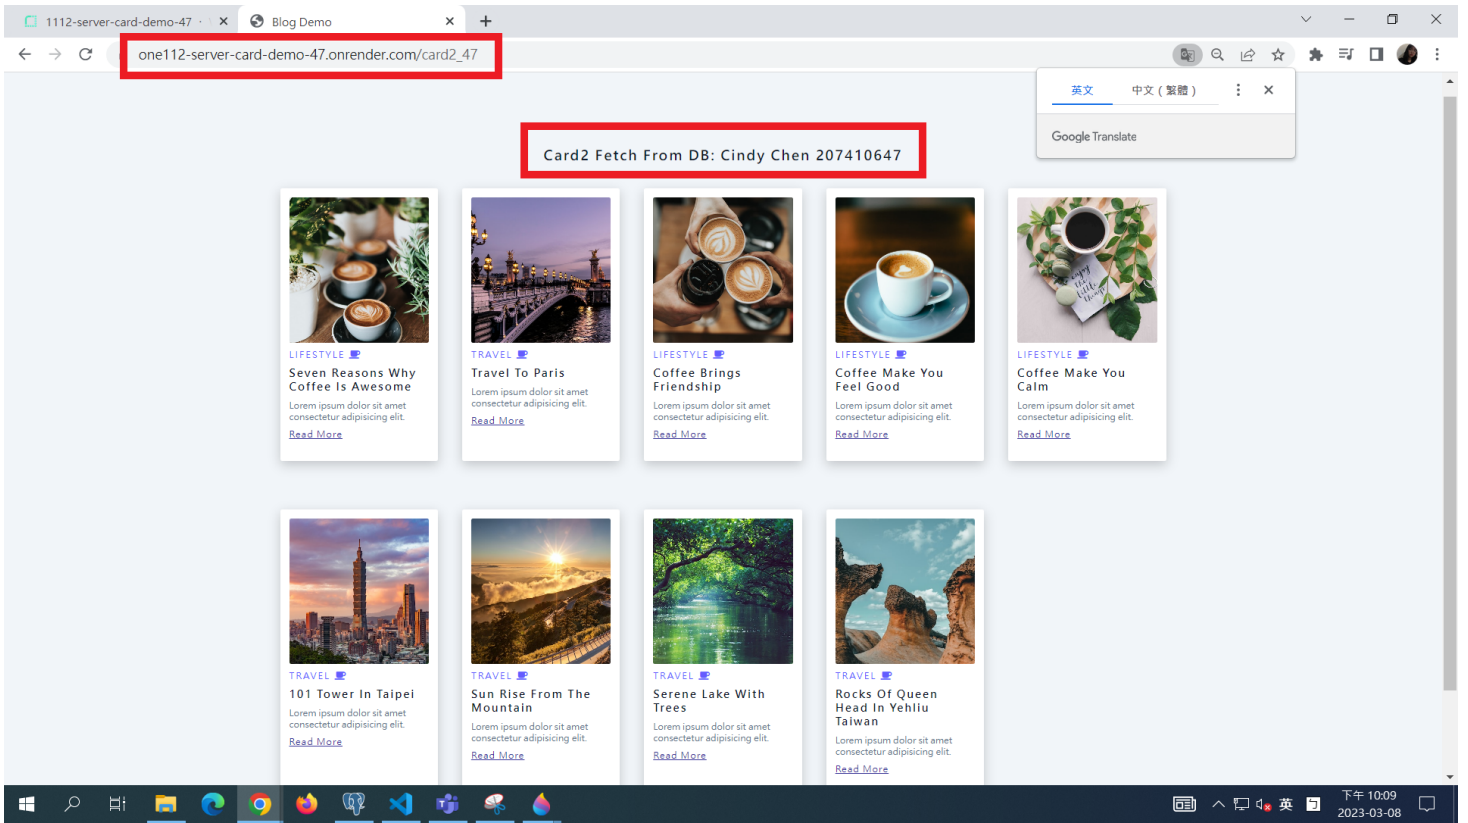 1112-server-card-demo-47 ·
Blog Demo
one112-server-card-demo-47.onrender.com/card2_47
英文
中文（繁體）
Google Translate
Card2 Fetch From DB: Cindy Chen 207410647
LIFESTYLE
Seven Reasons Why
Coffee Is Awesome
Lorem ipsum dolor sit amet
consectetur adipisicing elit.
Read More
TRAVEL
Travel To Paris
Lorem ipsum dolor sit amet
consectetur adipisicing elit.
Read More
LIFESTYLE
Coffee Brings
Friendship
Lorem ipsum dolor sit amet
consectetur adipisicing elit.
Read More
LIFESTYLE
Coffee Make You
Feel Good
Lorem ipsum dolor sit amet
consectetur adipisicing elit.
Read More
enjoy
the
little
things
LIFESTYLE
Coffee Make You
Calm
Lorem ipsum dolor sit amet
consectetur adipisicing elit.
Read More
TRAVEL
101 Tower In Taipei
Lorem ipsum dolor sit amet
consectetur adipisicing elit.
Read More
TRAVEL
Sun Rise From The
Mountain
Lorem ipsum dolor sit amet
consectetur adipisicing elit.
Read More
TRAVEL
Serene Lake With
Trees
Lorem ipsum dolor sit amet
consectetur adipisicing elit.
Read More
TRAVEL
Rocks Of Queen
Head In Yehliu
Taiwan
Lorem ipsum dolor sit amet
consectetur adipisicing elit.
Read More
英
ㄅ
下午 10:09
2023-03-08